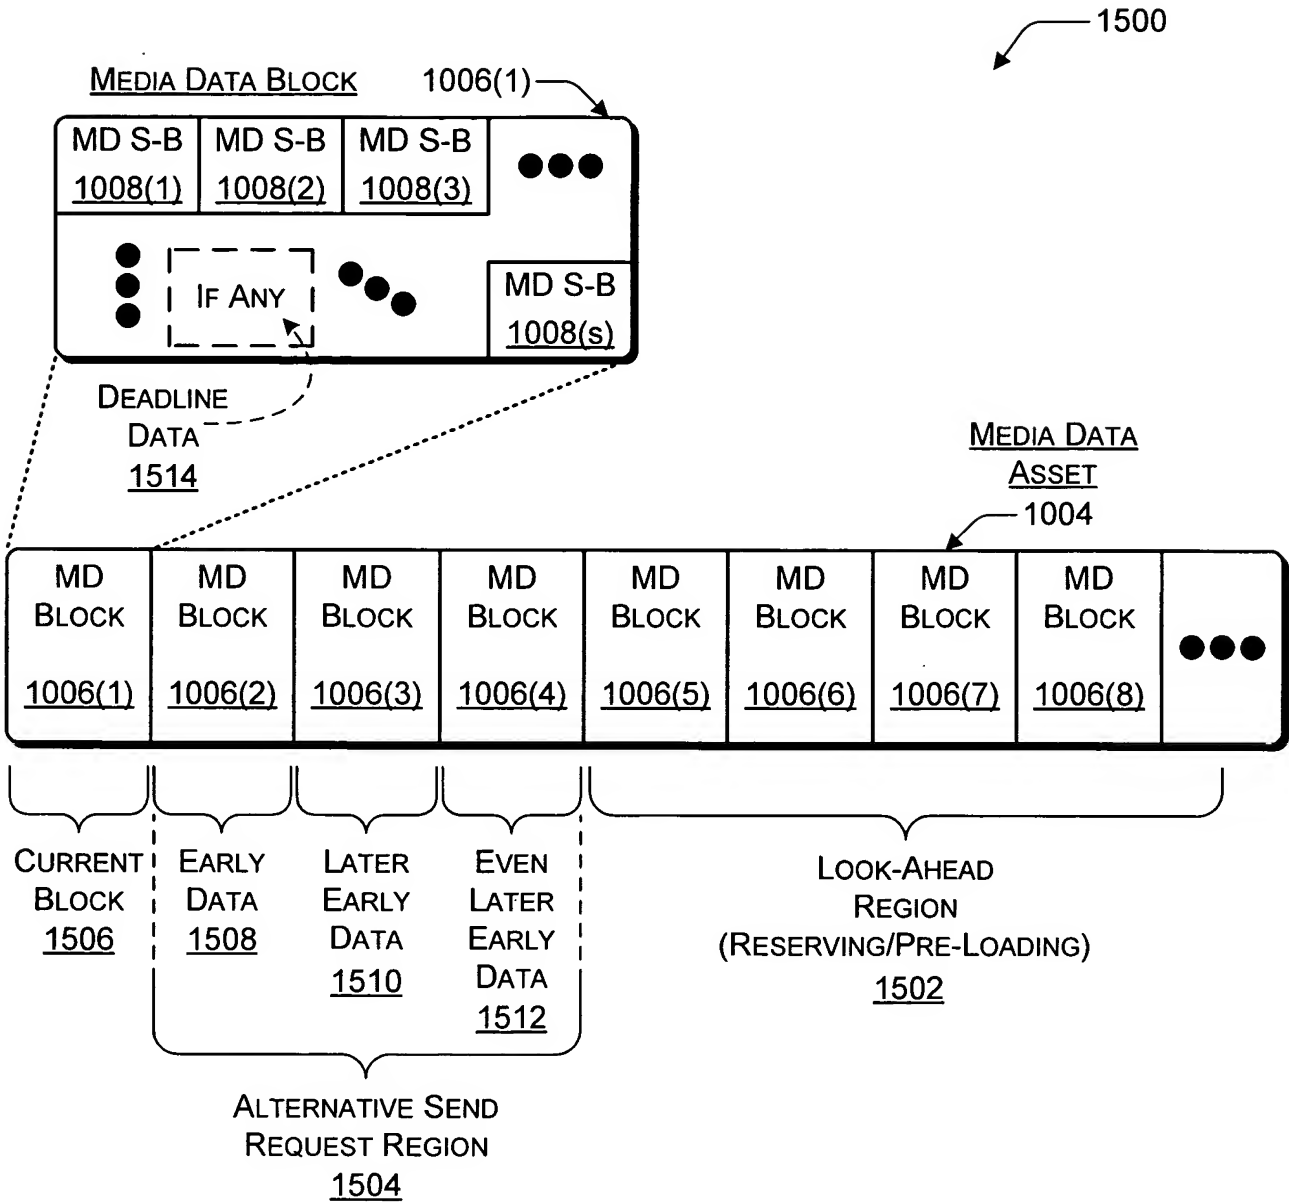 1500
MEDIA DATA BLOCK
1006(1)
MD S-B
1008(1)
MD S-B
1008(2)
MD S-B
1008(3)
IF ANY
MD S-B
1008(s)
DEADLINE
DATA
1514
MEDIA DATA
ASSET
1004
MD
BLOCK
1006(1)
MD
BLOCK
1006(2)
MD
BLOCK
1006(3)
MD
BLOCK
1006(4)
MD
BLOCK
1006(5)
MD
BLOCK
1006(6)
MD
BLOCK
1006(7)
MD
BLOCK
1006(8)
CURRENT
BLOCK
1506
EARLY
DATA
1508
LATER
EARLY
DATA
1510
EVEN
LATER
EARLY
DATA
1512
LOOK-AHEAD
REGION
(RESERVING/PRE-LOADING)
1502
ALTERNATIVE SEND
REQUEST REGION
1504